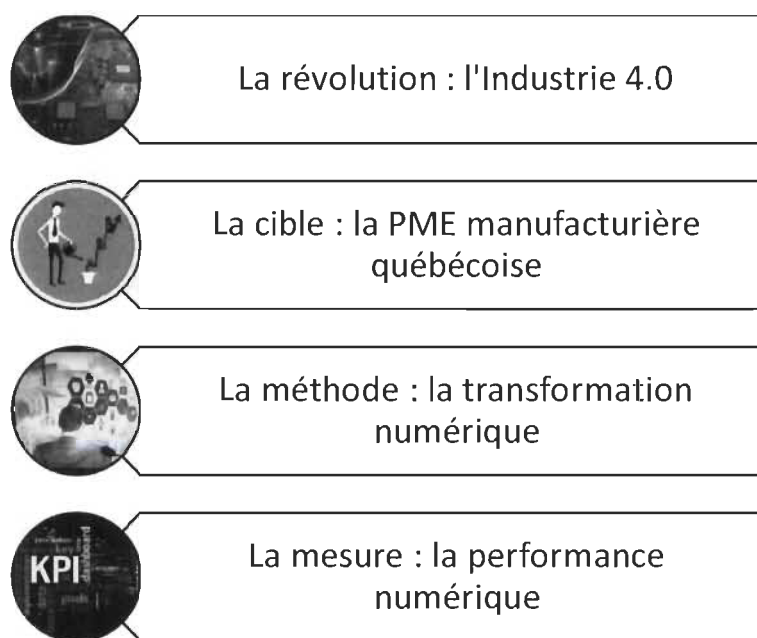 La révolution : l'Industrie 4.0
La cible : la PME manufacturière
québécoise
La méthode : la transformation
numérique
KPI
dashboard
La mesure : la performance
numérique